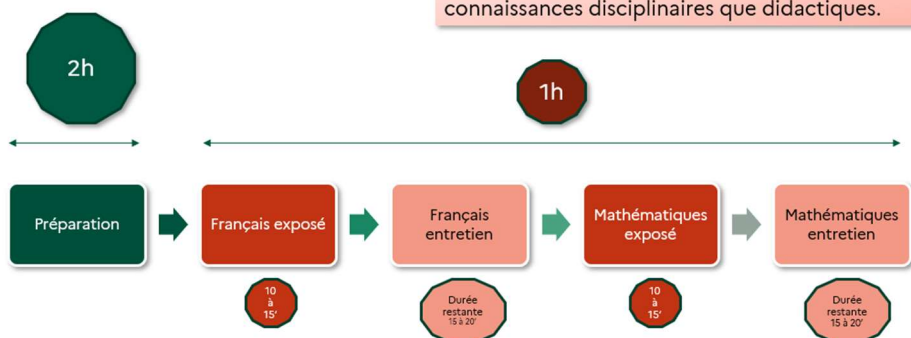 connaissances disciplinaires que didactiques.
2h
1h
Préparation
Français exposé
Français
entretien
Mathématiques
exposé
Mathématiques
entretien
10
à
15'
Durée
restante
15 à 20'
10
à
15'
Durée
restante
15 à 20'